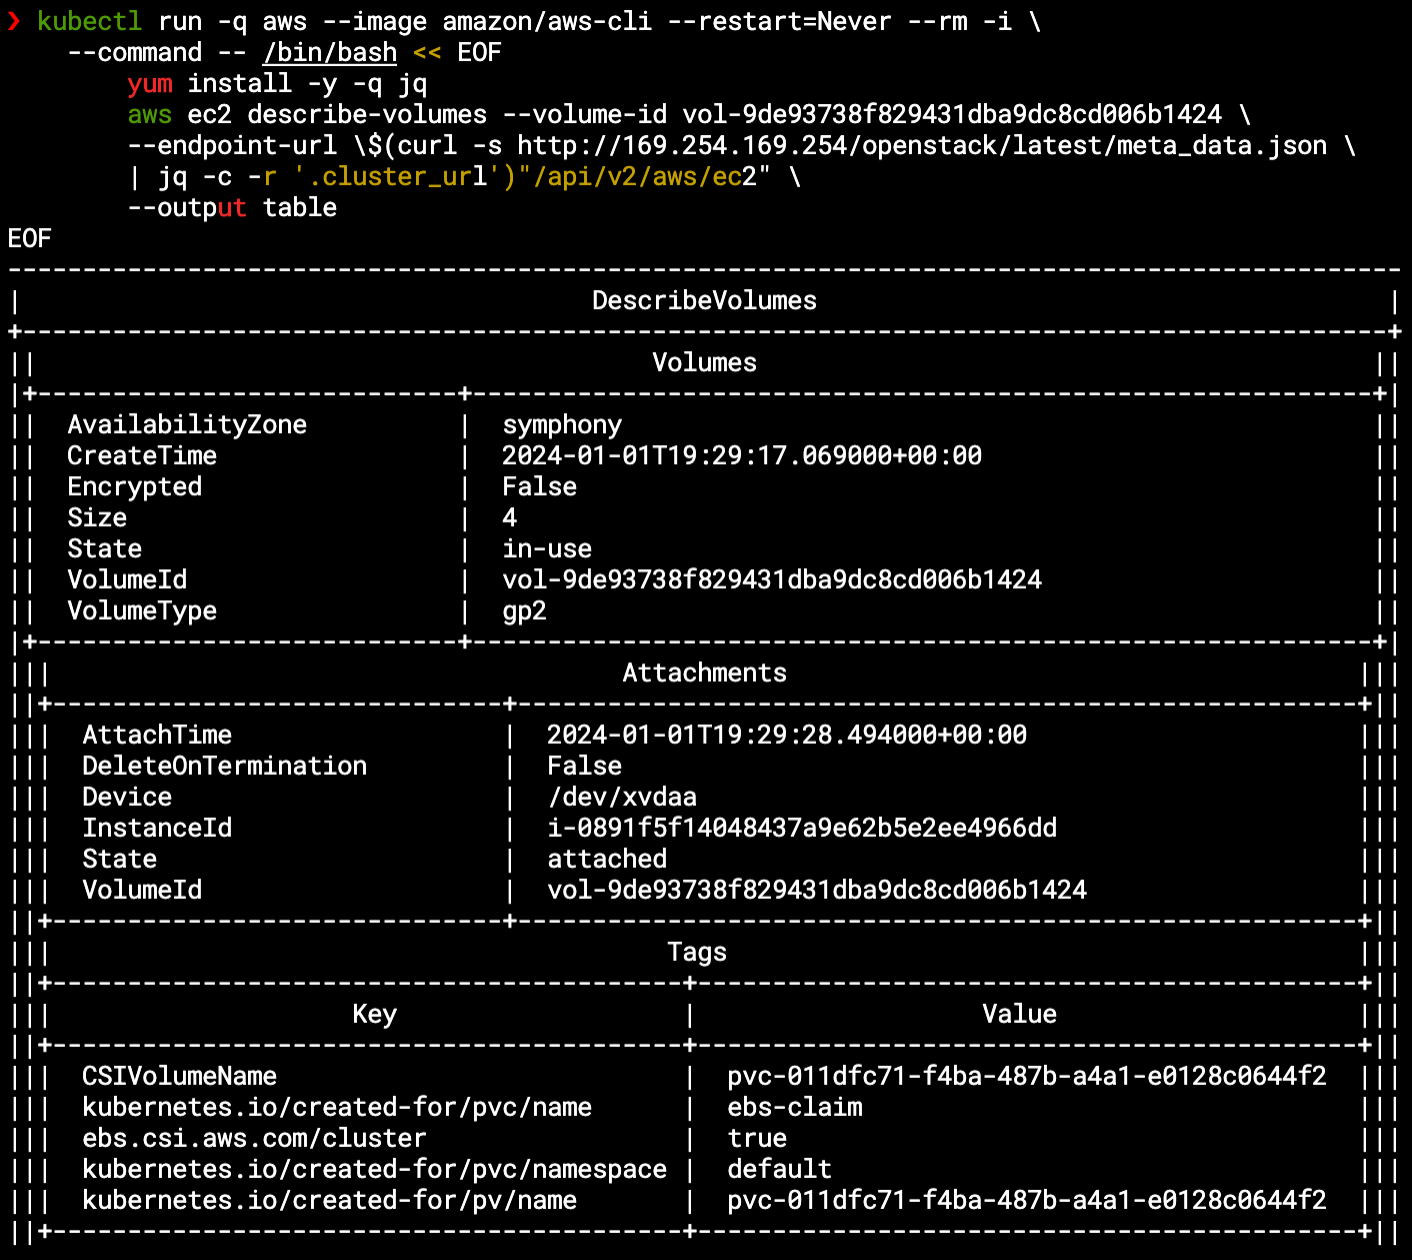 ❯ kubectl run -q aws --image amazon/aws-cli --restart=Never --rm -i \
    --command -- /bin/bash << EOF
        yum install -y -q jq
        aws ec2 describe-volumes --volume-id vol-9de93738f829431dba9dc8cd006b1424 \
        --endpoint-url \$(curl -s http://169.254.169.254/openstack/latest/meta_data.json \
        | jq -c -r '.cluster_url')"/api/v2/aws/ec2" \
        --output table
EOF
DescribeVolumes
Volumes
AvailabilityZone | symphony
CreateTime | 2024-01-01T19:29:17.069000+00:00
Encrypted | False
Size | 4
State | in-use
VolumeId | vol-9de93738f829431dba9dc8cd006b1424
VolumeType | gp2
Attachments
AttachTime | 2024-01-01T19:29:28.494000+00:00
DeleteOnTermination | False
Device | /dev/xvdaa
InstanceId | i-0891f5f14048437a9e62b5e2ee4966dd
State | attached
VolumeId | vol-9de93738f829431dba9dc8cd006b1424
Tags
Key | Value
CSIVolumeName | pvc-011dfc71-f4ba-487b-a4a1-e0128c0644f2
kubernetes.io/created-for/pvc/name | ebs-claim
ebs.csi.aws.com/cluster | true
kubernetes.io/created-for/pvc/namespace | default
kubernetes.io/created-for/pv/name | pvc-011dfc71-f4ba-487b-a4a1-e0128c0644f2